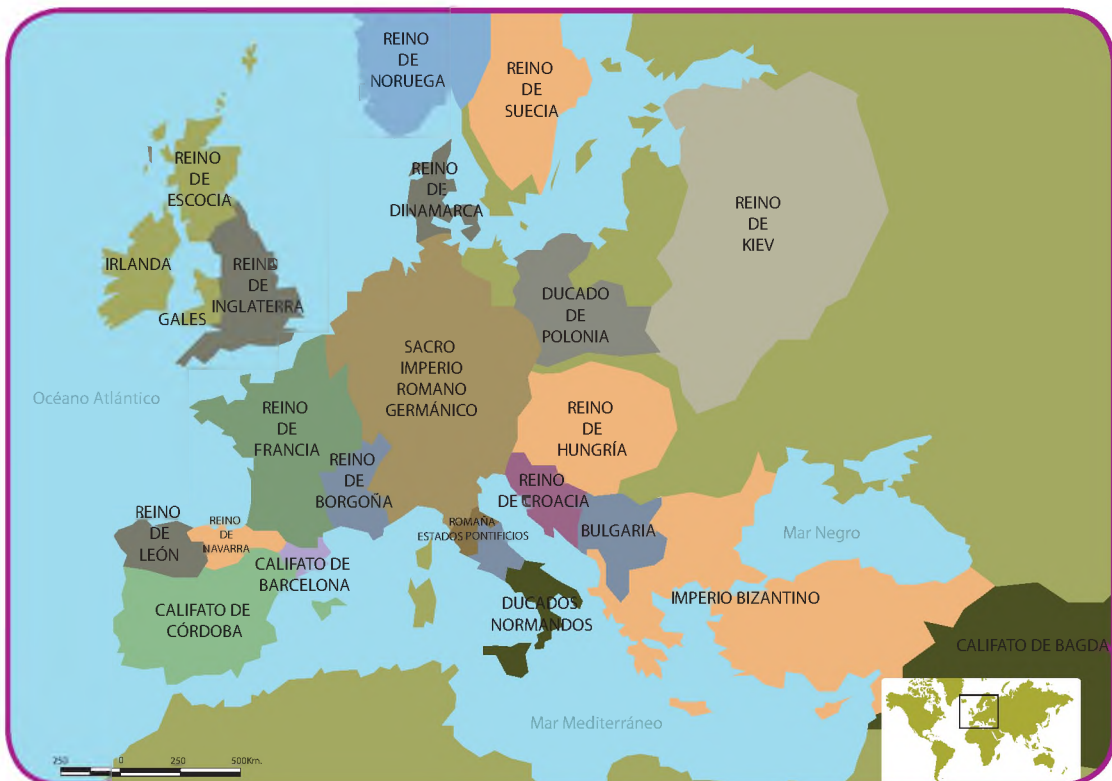 REINO
DE
NORUEGA
REINO
DE
SUECIA
REINO
DE
ESCOCIA
REINO
DE
DINAMARCA
REINO
DE
KIEV
IRLANDA
REINO
DE
INGLATERRA
GALES
DUCADO
DE
POLONIA
SACRO
IMPERIO
ROMANO
GERMÁNICO
Océano Atlántico
REINO
DE
FRANCIA
REINO
DE
HUNGRÍA
REINO
DE
BORGOÑA
REINO
DE CROACIA
REINO
DE
LEÓN
REINO
DE
NAVARRA
ROMAÑA
ESTADOS PONTIFICIOS
BULGARIA
Mar Negro
CALIFATO DE
BARCELONA
CALIFATO DE
CÓRDOBA
DUCADOS
NORMANDOS
IMPERIO BIZANTINO
CALIFATO DE BAGDA
Mar Mediterráneo
250 0 250 500Km.